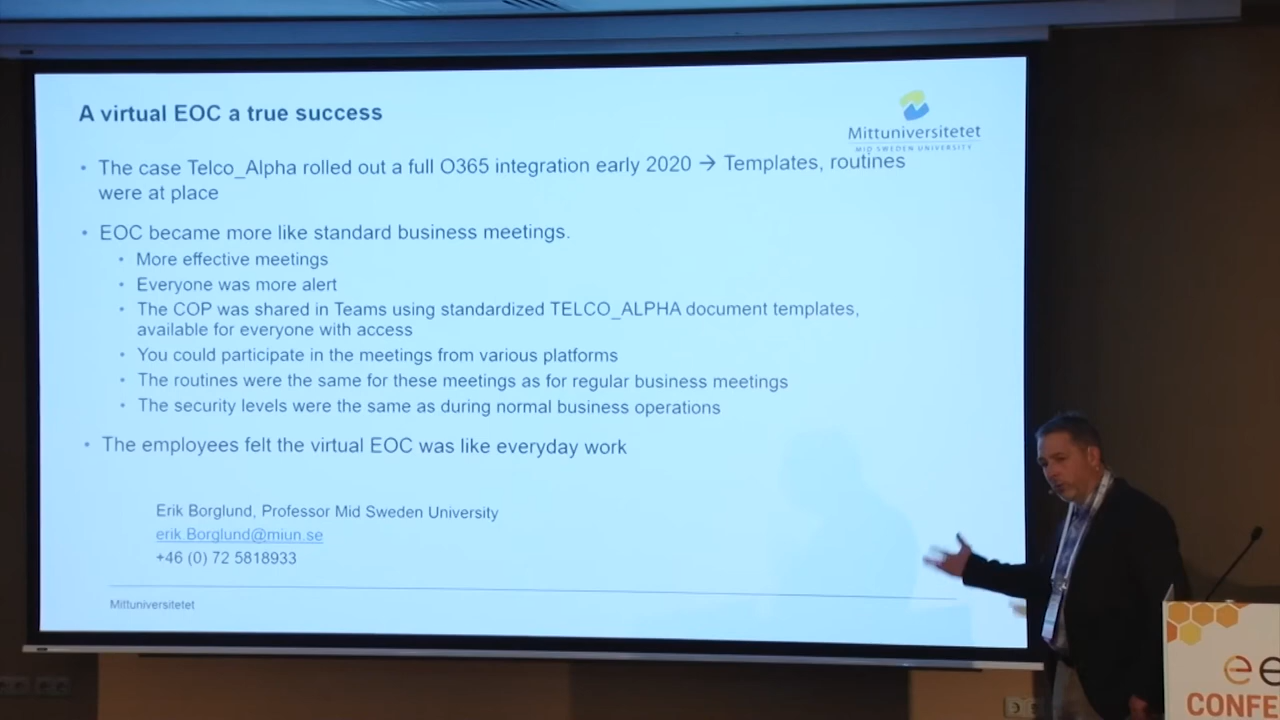 A virtual EOC a true success
Mittuniversitetet
MID SWEDEN UNIVERSITY
• The case Telco_Alpha rolled out a full O365 integration early 2020 → Templates, routines
were at place
• EOC became more like standard business meetings.
• More effective meetings
• Everyone was more alert
• The COP was shared in Teams using standardized TELCO_ALPHA document templates,
available for everyone with access
• You could participate in the meetings from various platforms
• The routines were the same for these meetings as for regular business meetings
• The security levels were the same as during normal business operations
• The employees felt the virtual EOC was like everyday work
Erik Borglund, Professor Mid Sweden University
erik.Borglund@miun.se
+46 (0) 72 5818933
Mittuniversitetet
ee
CONFE